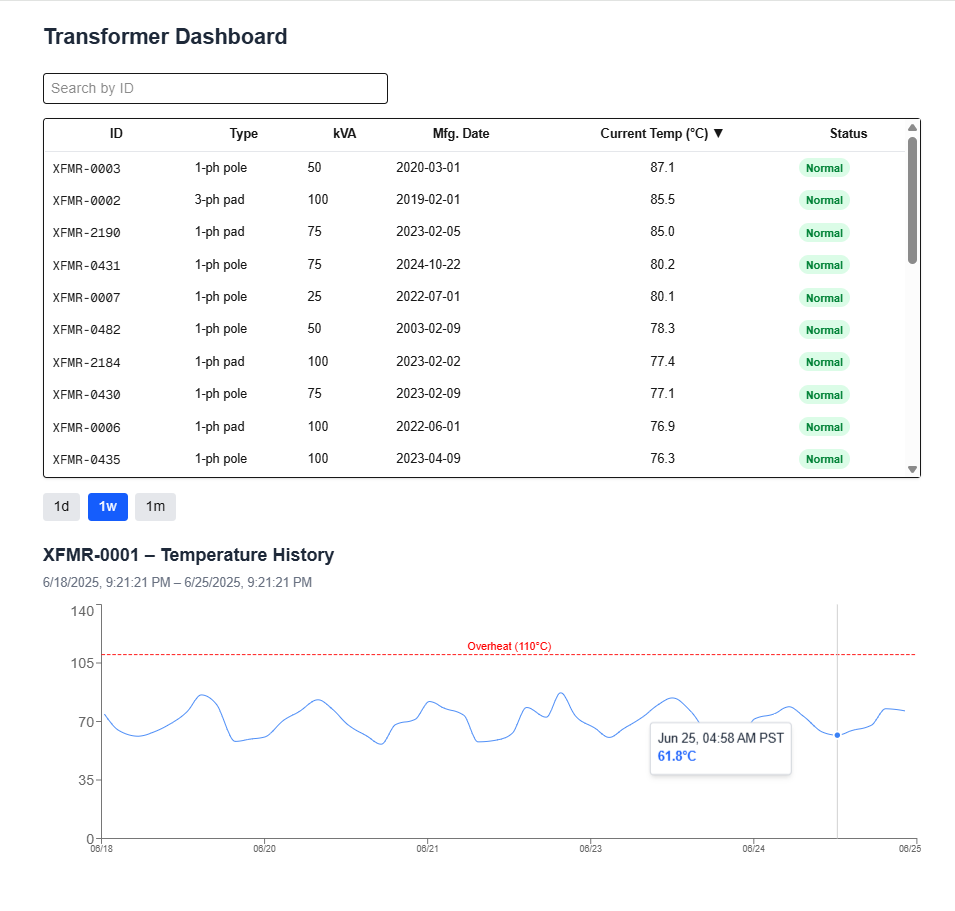 Transformer Dashboard
Search by ID
ID Type kVA Mfg. Date Current Temp (°C) ▼ Status
XFMR-0003 1-ph pole 50 2020-03-01 87.1 Normal
XFMR-0002 3-ph pad 100 2019-02-01 85.5 Normal
XFMR-2190 1-ph pad 75 2023-02-05 85.0 Normal
XFMR-0431 1-ph pole 75 2024-10-22 80.2 Normal
XFMR-0007 1-ph pole 25 2022-07-01 80.1 Normal
XFMR-0482 1-ph pole 50 2003-02-09 78.3 Normal
XFMR-2184 1-ph pad 100 2023-02-02 77.4 Normal
XFMR-0430 1-ph pole 75 2023-02-09 77.1 Normal
XFMR-0006 1-ph pad 100 2022-06-01 76.9 Normal
XFMR-0435 1-ph pole 100 2023-04-09 76.3 Normal
1d 1w 1m
XFMR-0001 – Temperature History
6/18/2025, 9:21:21 PM – 6/25/2025, 9:21:21 PM
140
Overheat (110°C)
105
70
Jun 25, 04:58 AM PST
61.8°C
35
0
06/18 06/20 06/21 06/23 06/24 06/25